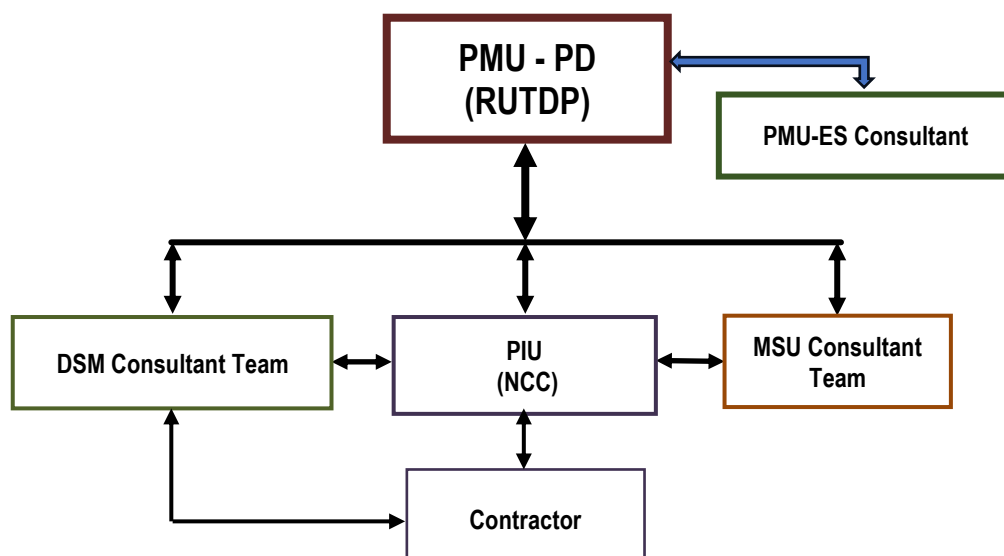 PMU - PD
(RUTDP)
PMU-ES Consultant
DSM Consultant Team
PIU
(NCC)
MSU Consultant
Team
Contractor